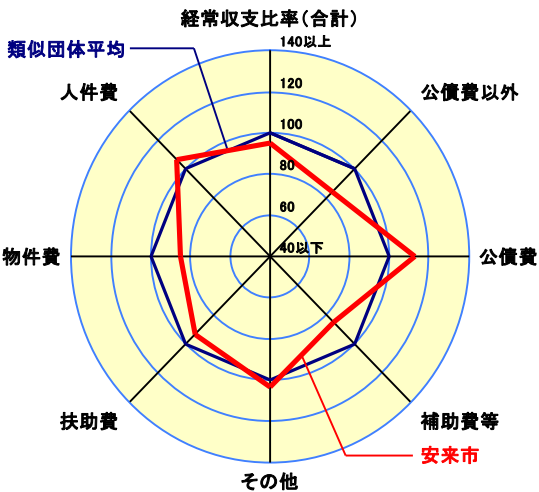 経常収支比率(合計)
類似団体平均
140以上
人件費
120
公債費以外
100
80
60
物件費
40以下
公債費
扶助費
補助費等
安来市
その他